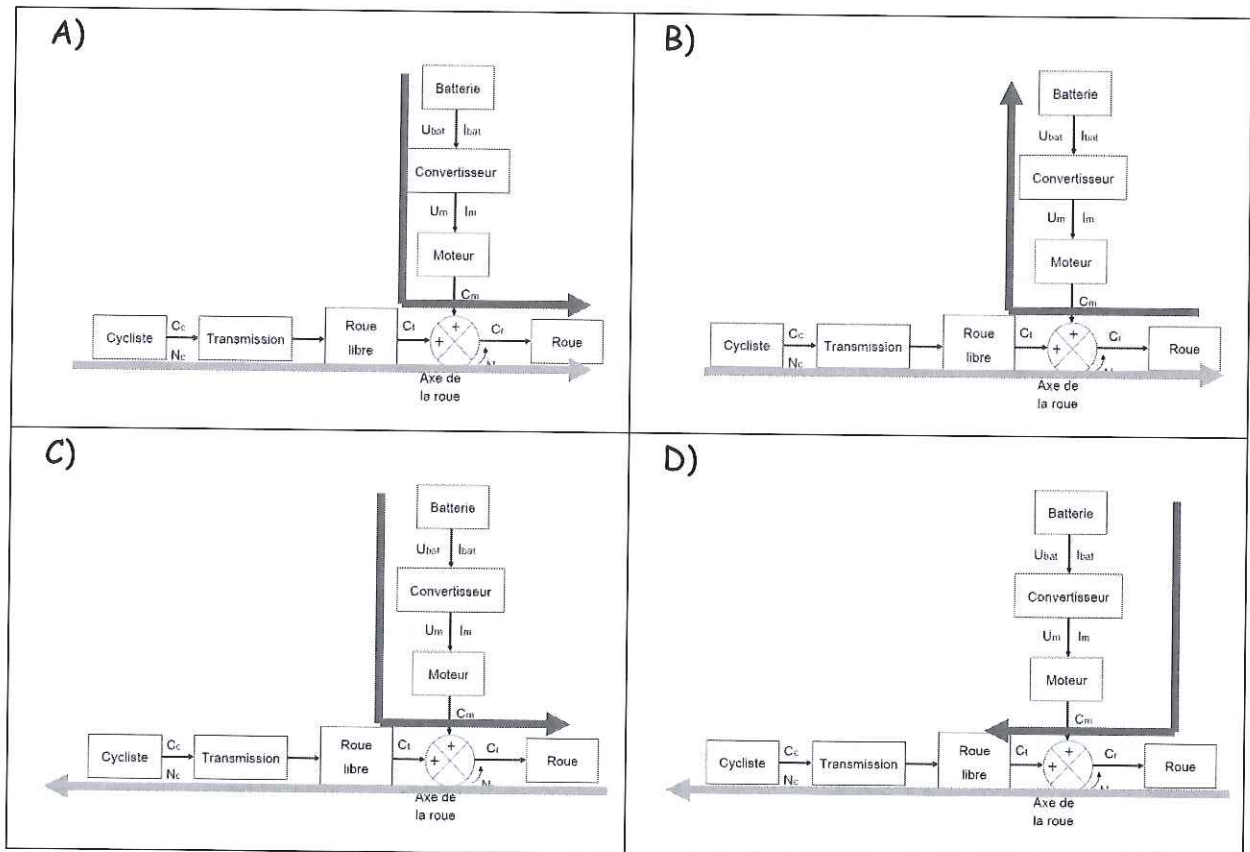 A)
Batterie
Ubat Ibat
Convertisseur
Um Im
Moteur
Cm
Cycliste
Cc
Nc
Transmission
Roue
libre
Ct
+
+
Cr
Roue
Axe de
la roue
B)
Batterie
Ubat Ibat
Convertisseur
Um Im
Moteur
Cm
Cycliste
Cc
Nc
Transmission
Roue
libre
Ct
+
+
Cr
Roue
Axe de
la roue
C)
Batterie
Ubat Ibat
Convertisseur
Um Im
Moteur
Cm
Cycliste
Cc
Nc
Transmission
Roue
libre
Ct
+
+
Cr
Roue
Axe de
la roue
D)
Batterie
Ubat Ibat
Convertisseur
Um Im
Moteur
Cm
Cycliste
Cc
Nc
Transmission
Roue
libre
Ct
+
+
Cr
Roue
Axe de
la roue